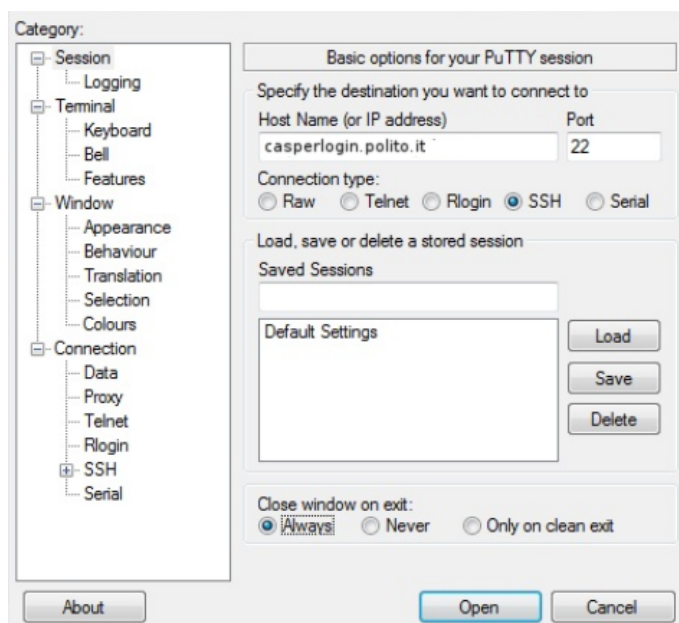 Category:
Session
Logging
Terminal
Keyboard
Bell
Features
Window
Appearance
Behaviour
Translation
Selection
Colours
Connection
Data
Proxy
Telnet
Rlogin
SSH
Serial
Basic options for your PuTTY session
Specify the destination you want to connect to
Host Name (or IP address) Port
casperlogin.polito.it 22
Connection type:
Raw Telnet Rlogin SSH Serial
Load, save or delete a stored session
Saved Sessions
Default Settings
Load
Save
Delete
Close window on exit:
Always Never Only on clean exit
About Open Cancel